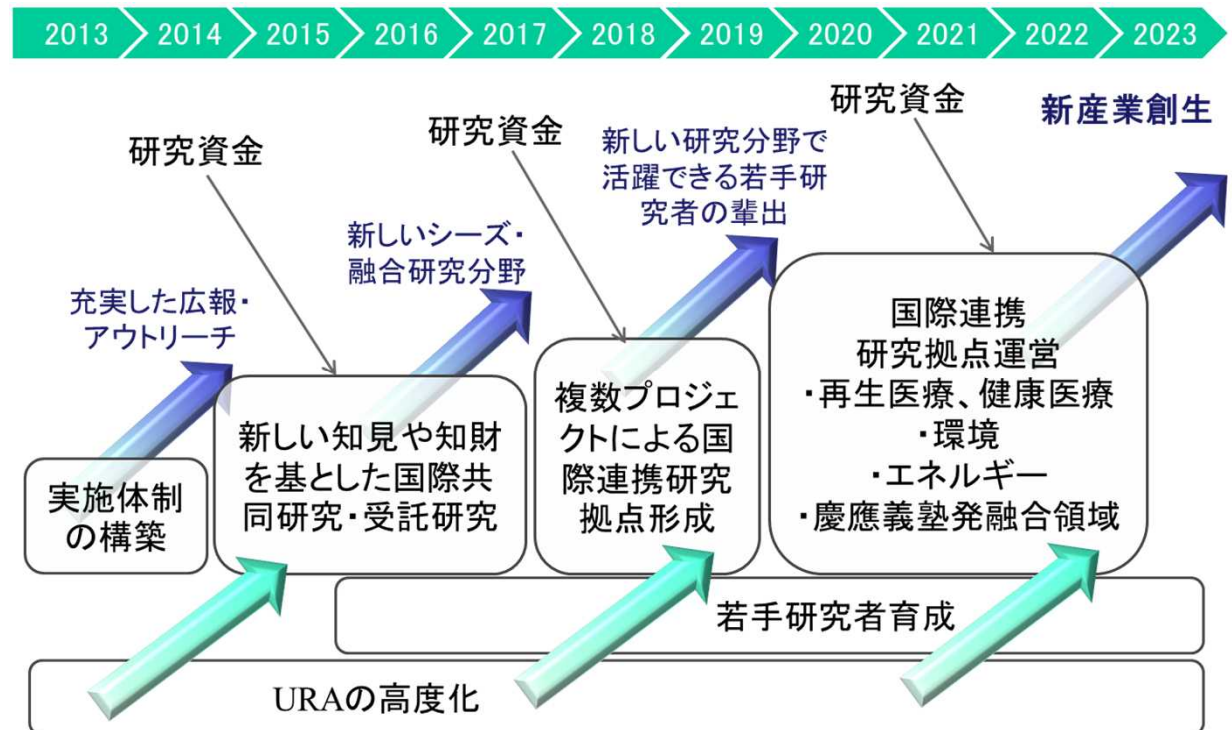 2013 2014 2015 2016 2017 2018 2019 2020 2021 2022 2023
研究資金
研究資金
研究資金
新産業創生
充実した広報・
アウトリーチ
新しいシーズ・
融合研究分野
新しい研究分野で
活躍できる若手研
究者の輩出
実施体制
の構築
新しい知見や知財
を基とした国際共
同研究・受託研究
複数プロジェ
クトによる国
際連携研究
拠点形成
国際連携
研究拠点運営
・再生医療、健康医療
・環境
・エネルギー
・慶應義塾発融合領域
若手研究者育成
URAの高度化